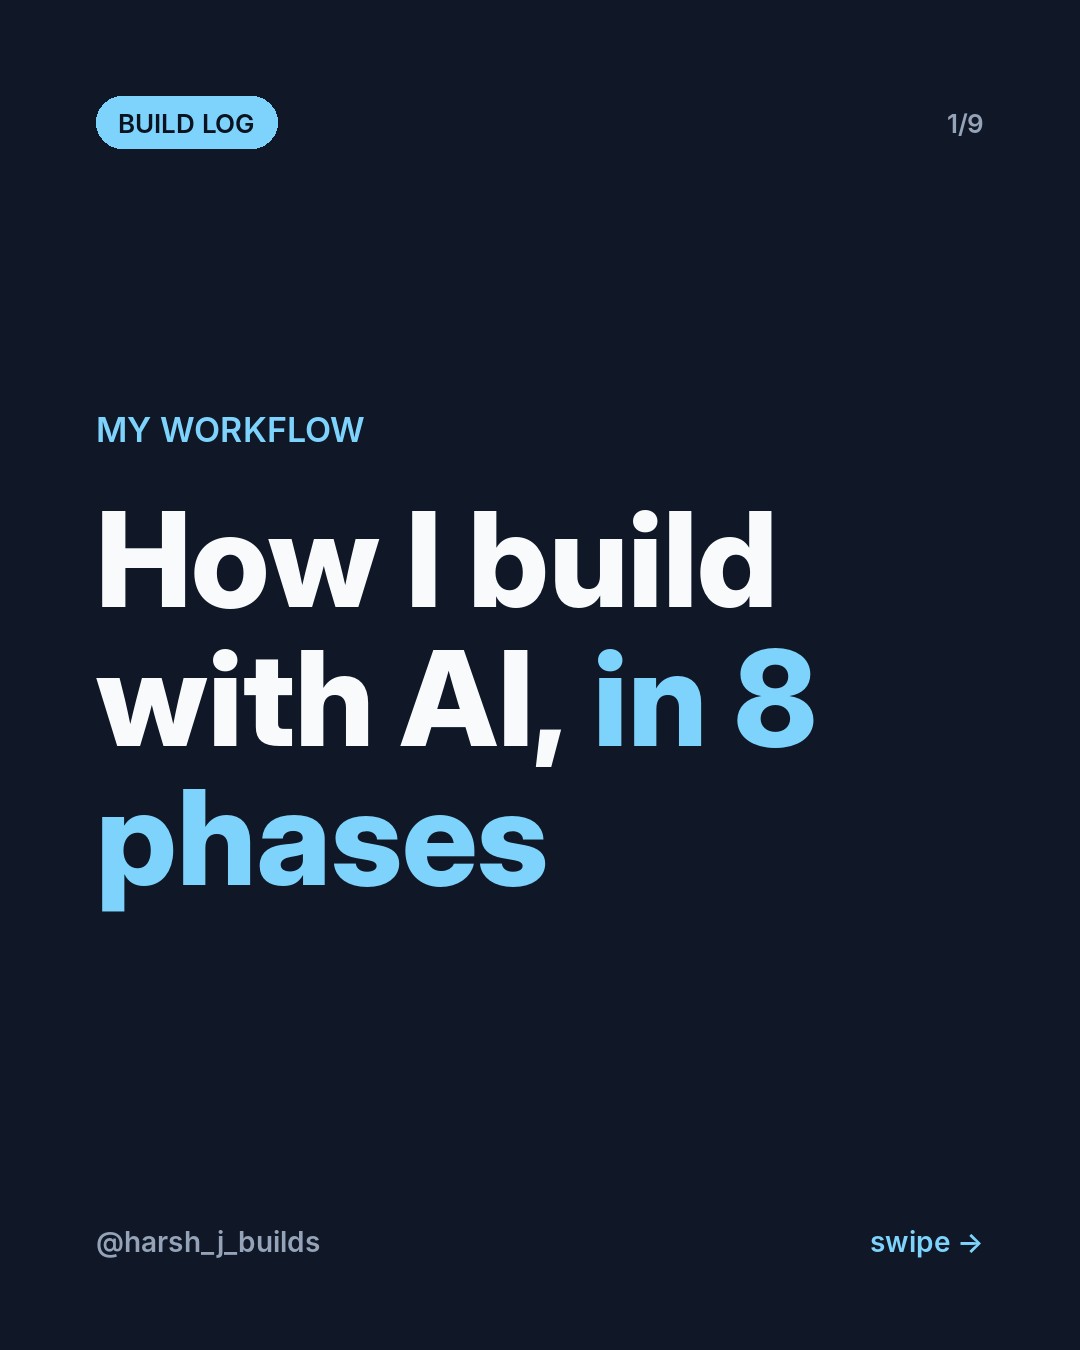 BUILD LOG
1/9
MY WORKFLOW
How I build
with AI, in 8
phases
@harsh_j_builds
swipe →